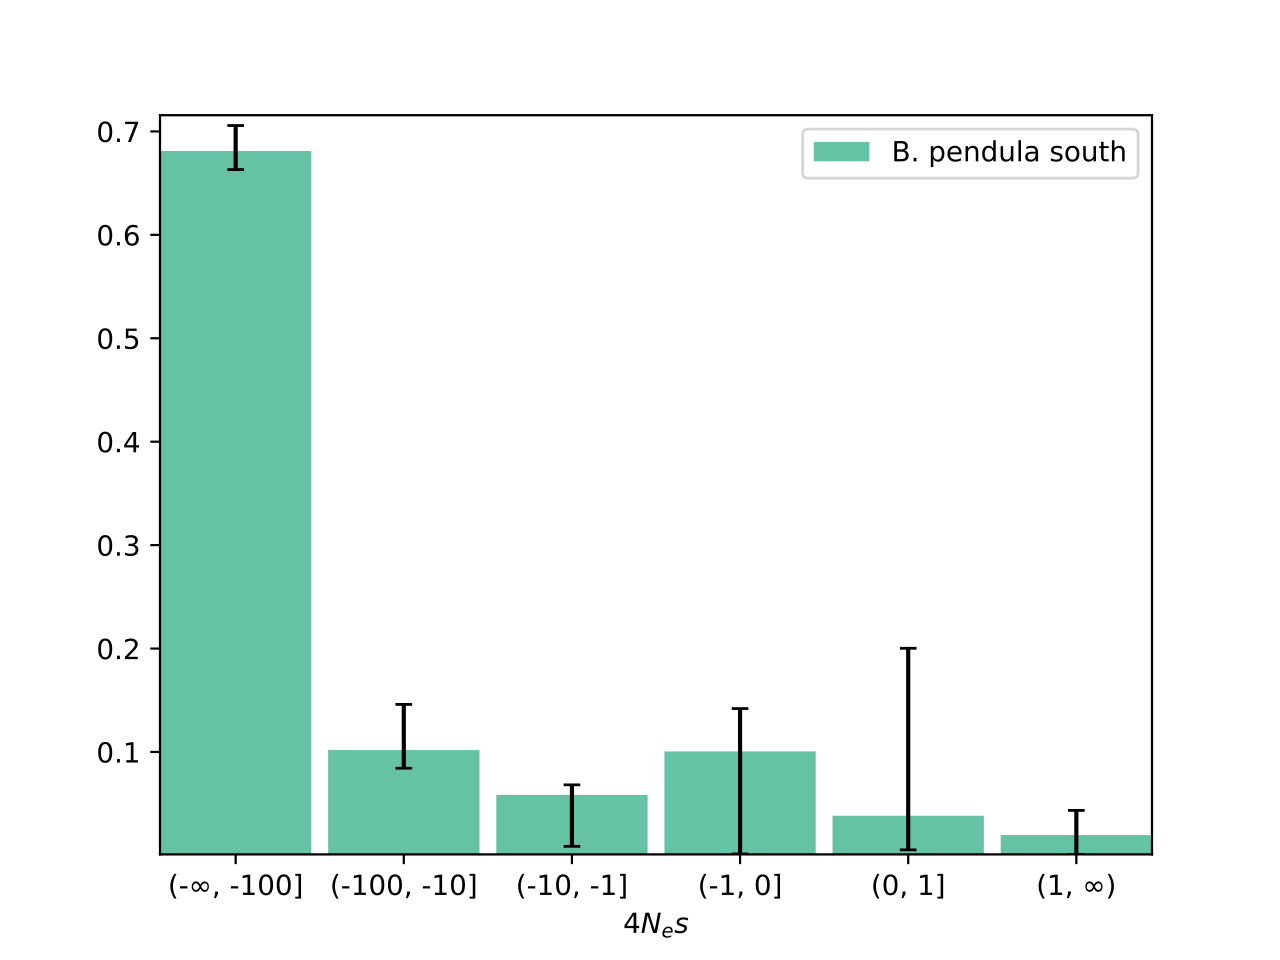 B. pendula south
0.7
0.6
0.5
0.4
0.3
0.2
0.1
(-∞, -100] (-100, -10] (-10, -1] (-1, 0] (0, 1] (1, ∞)
4Nₑs